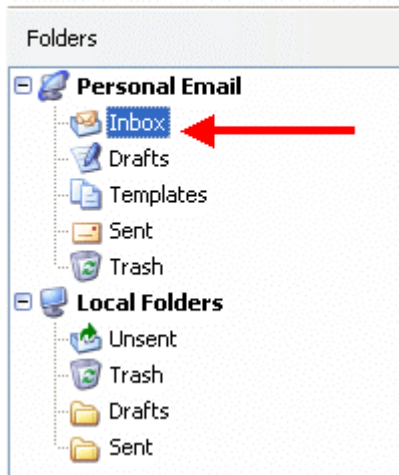 Folders
Personal Email
Inbox
Drafts
Templates
Sent
Trash
Local Folders
Unsent
Trash
Drafts
Sent